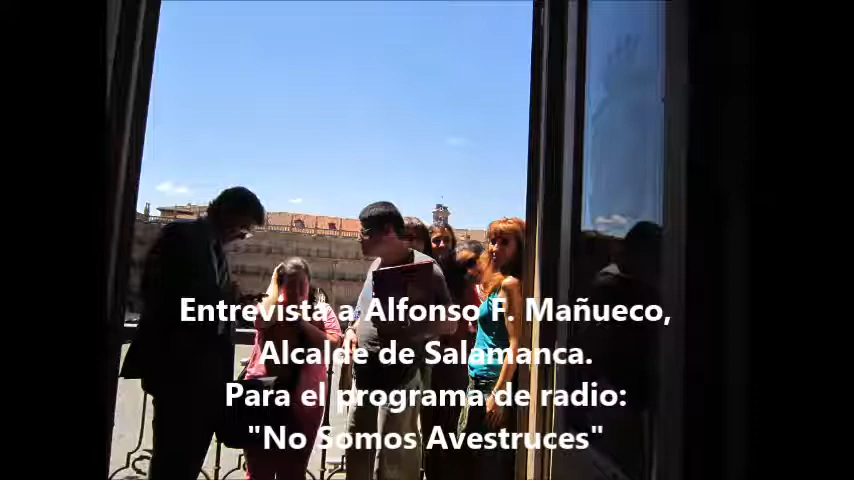 Entrevista a Alfonso F. Mañueco,
Alcalde de Salamanca.
Para el programa de radio:
"No Somos Avestruces"